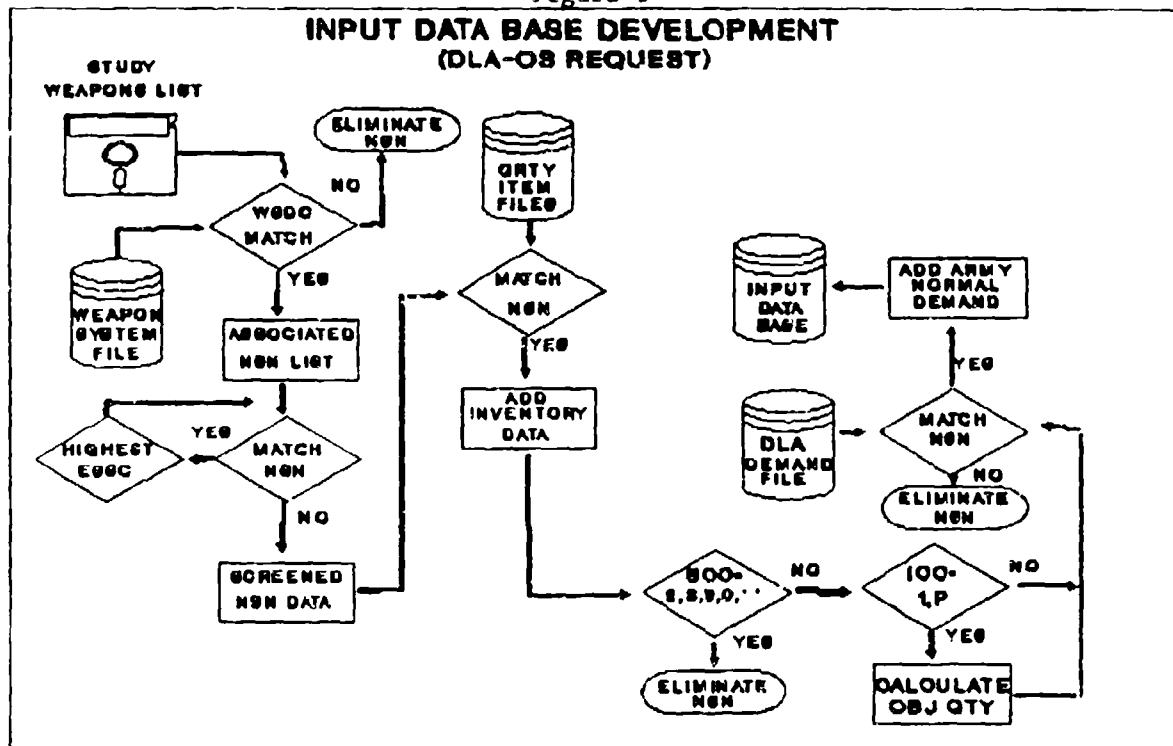 INPUT DATA BASE DEVELOPMENT
(DLA-OS REQUEST)
STUDY
WEAPONS LIST
WSDC
MATCH
NO
ELIMINATE
NSN
WEAPON
SYSTEM
FILE
YES
ASSOCIATED
NSN LIST
HIGHEST
ESSC
YES
MATCH
NSN
NO
SCREENED
NSN DATA
QRTY
ITEM
FILES
MATCH
NSN
YES
ADD
INVENTORY
DATA
NO
YES
ELIMINATE
NSN
1,P
NO
YES
CALCULATE
OBJ QTY
DLA
DEMAND
FILE
MATCH
NSN
NO
ELIMINATE
NSN
YES
ADD ARMY
NORMAL
DEMAND
INPUT
DATA
BASE